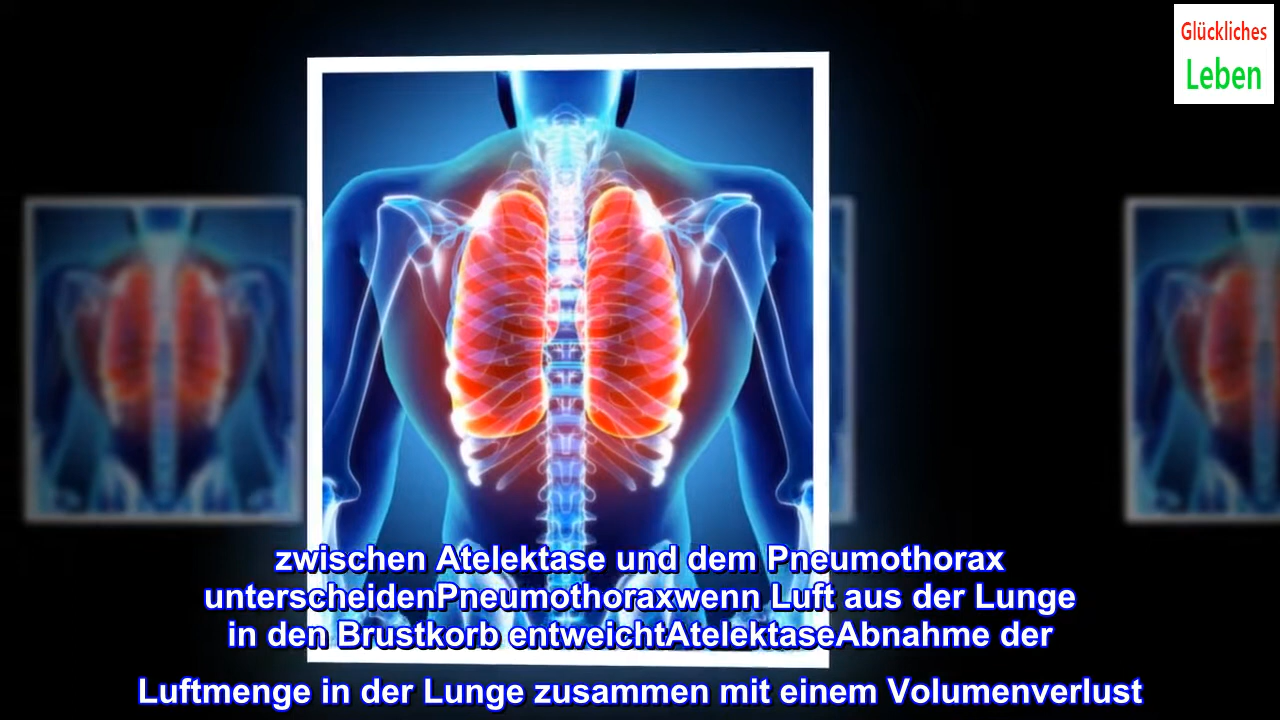 Glückliches
Leben
zwischen Atelektase und dem Pneumothorax
unterscheidenPneumothoraxwenn Luft aus der Lunge
in den Brustkorb entweichtAtelektaseAbnahme der
Luftmenge in der Lunge zusammen mit einem Volumenverlust